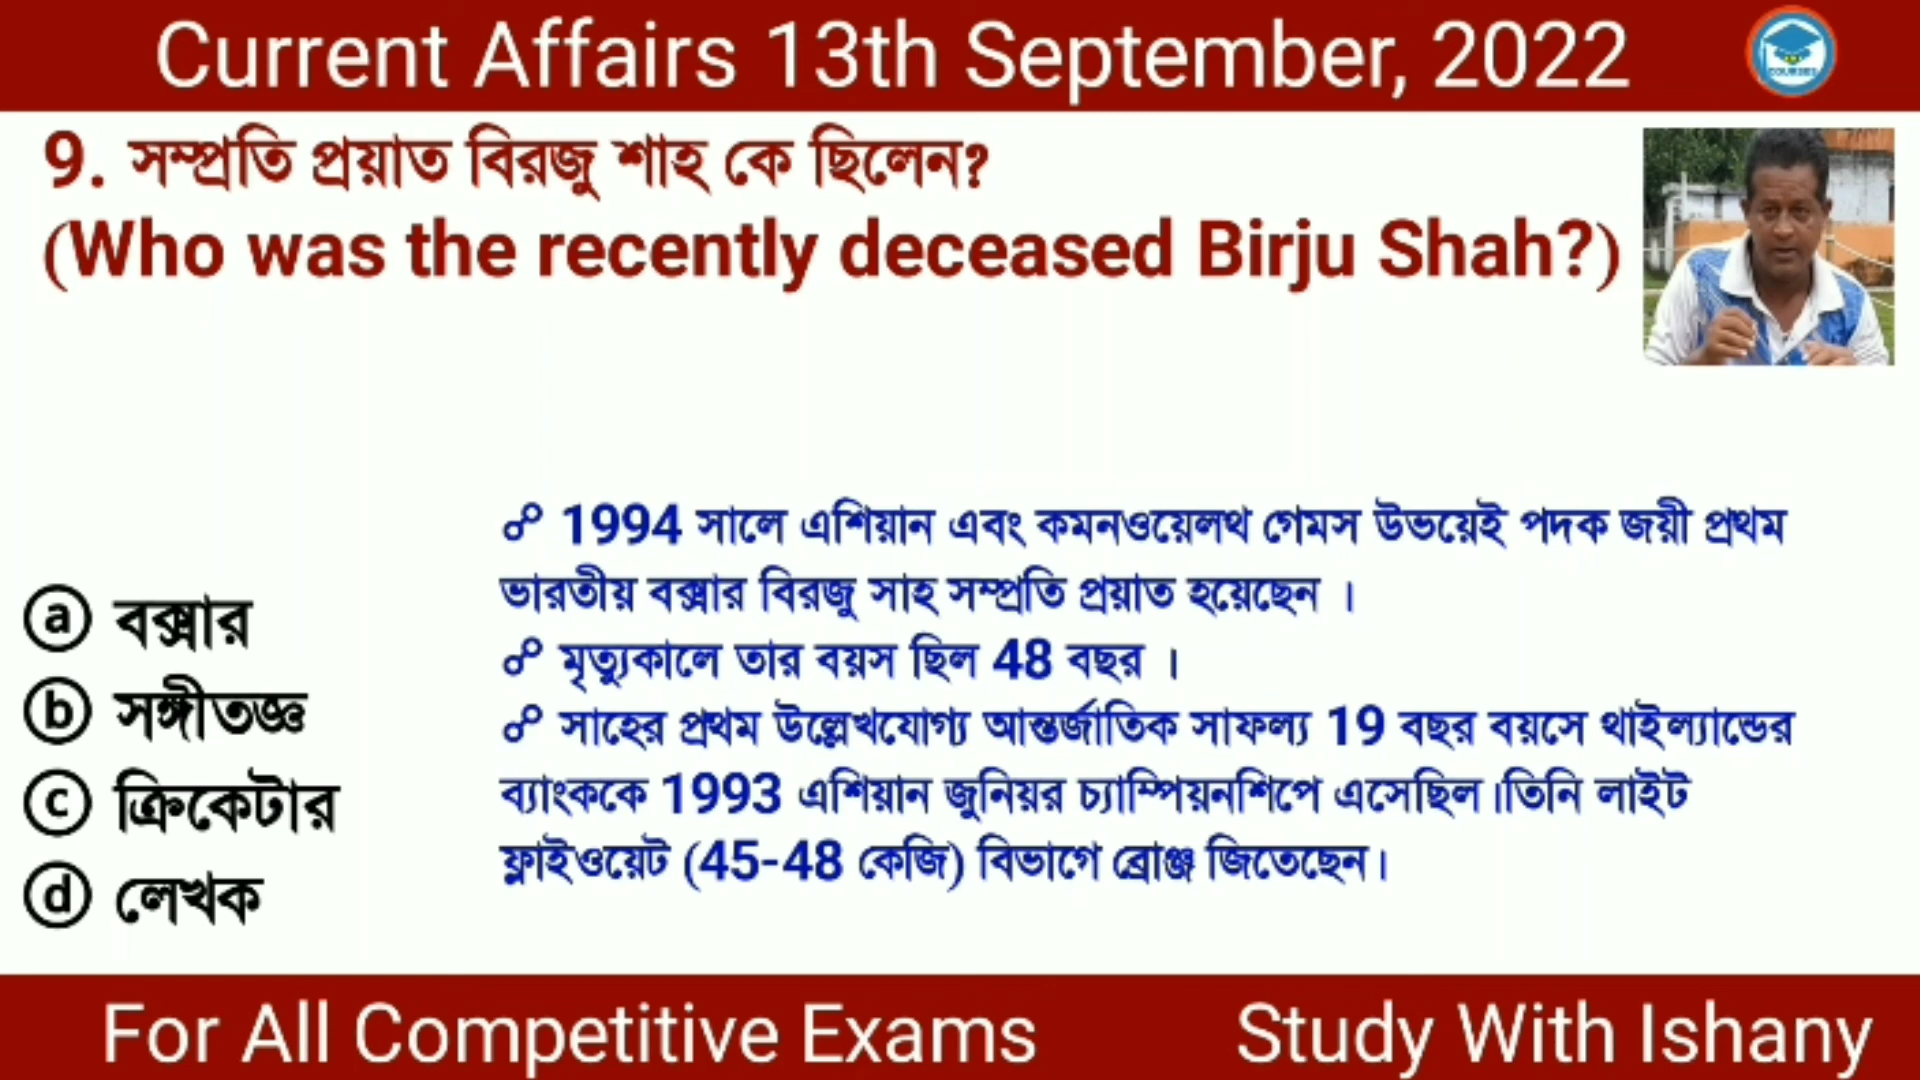 Current Affairs 13th September, 2022
COURSES
9. সম্প্রতি প্রয়াত বিরজু শাহ কে ছিলেন?
(Who was the recently deceased Birju Shah?)
☍ 1994 সালে এশিয়ান এবং কমনওয়েলথ গেমস উভয়েই পদক জয়ী প্রথম
ভারতীয় বক্সার বিরজু সাহ সম্প্রতি প্রয়াত হয়েছেন ।
☍ মৃত্যুকালে তার বয়স ছিল 48 বছর ।
☍ সাহের প্রথম উল্লেখযোগ্য আন্তর্জাতিক সাফল্য 19 বছর বয়সে থাইল্যান্ডের
ব্যাংককে 1993 এশিয়ান জুনিয়র চ্যাম্পিয়নশিপে এসেছিল।তিনি লাইট
ফ্লাইওয়েট (45-48 কেজি) বিভাগে ব্রোঞ্জ জিতেছেন।
ⓐ বক্সার
ⓑ সঙ্গীতজ্ঞ
ⓒ ক্রিকেটার
ⓓ লেখক
For All Competitive Exams
Study With Ishany